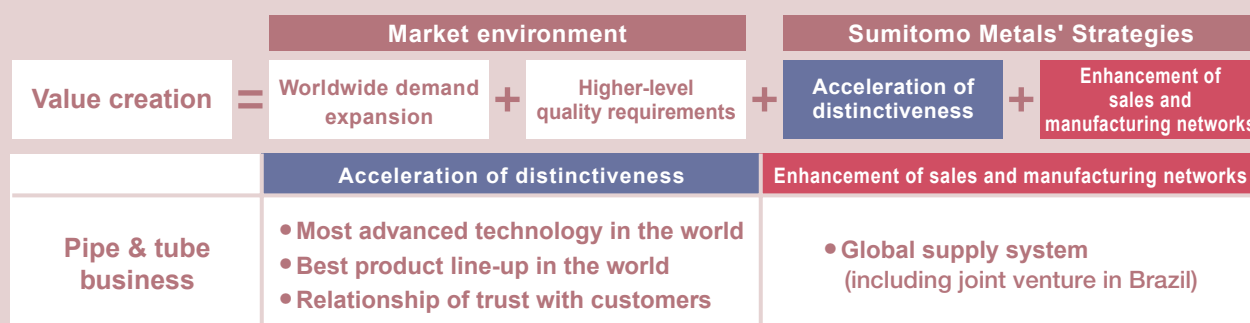 Market environment
Sumitomo Metals' Strategies
Value creation
=
Worldwide demand
expansion
+
Higher-level
quality requirements
+
Acceleration of
distinctiveness
+
Enhancement of
sales and
manufacturing networks
Acceleration of distinctiveness
Enhancement of sales and manufacturing networks
Pipe & tube
business
• Most advanced technology in the world
• Best product line-up in the world
• Relationship of trust with customers
• Global supply system
(including joint venture in Brazil)